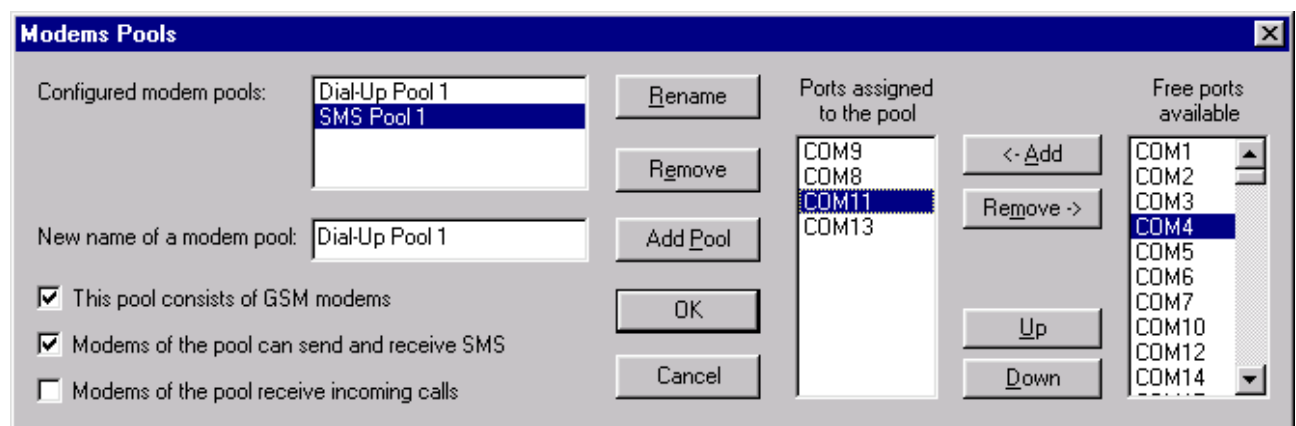 Modems Pools
Configured modem pools:
Dial-Up Pool 1
SMS Pool 1
Rename
Remove
New name of a modem pool:
Dial-Up Pool 1
Add Pool
This pool consists of GSM modems
Modems of the pool can send and receive SMS
Modems of the pool receive incoming calls
OK
Cancel
Ports assigned
to the pool
COM9
COM8
COM11
COM13
<- Add
Remove ->
Up
Down
Free ports
available
COM1
COM2
COM3
COM4
COM5
COM6
COM7
COM10
COM12
COM14